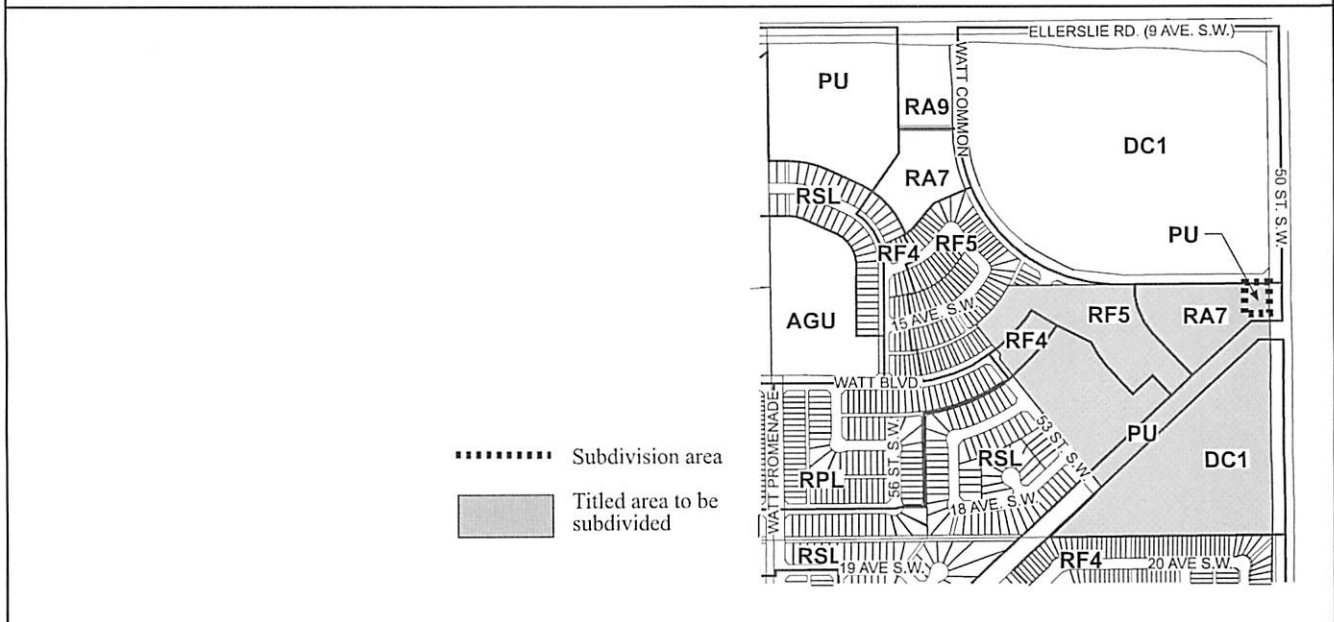 ELLERSLIE RD. (9 AVE. S.W.)
PU
WATT COMMON
RA9
DC1
RA7
50 ST. S.W.
RSL
PU
RF4
RF5
15 AVE. S.W.
AGU
RF5
RA7
RF4
WATT BLVD.
WATT PROMENADE
56 ST. S.W.
53 ST. S.W.
PU
DC1
RSL
RPL
18 AVE. S.W.
Subdivision area
Titled area to be
subdivided
RSL
19 AVE S.W.
RF4
20 AVE S.W.